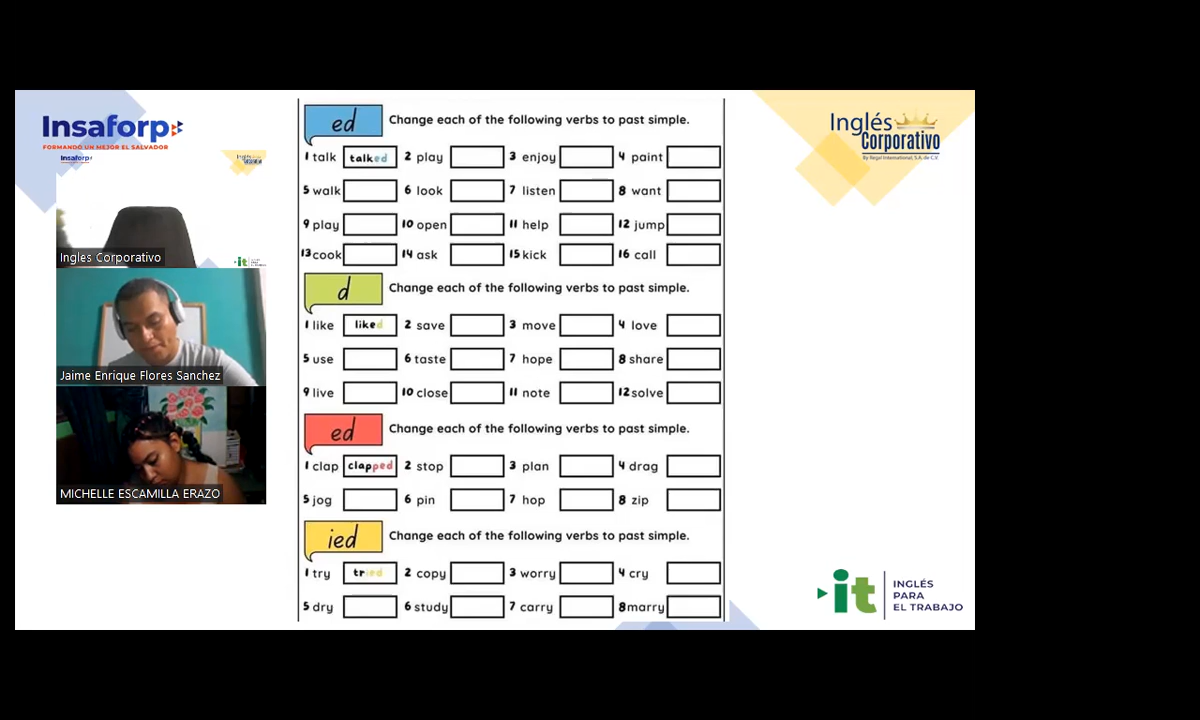 Insaforp
FORMANDO UN MEJOR EL SALVADOR
Insaforp
Ingles Corporativo
Jaime Enrique Flores Sanchez
MICHELLE ESCAMILLA ERAZO
ed Change each of the following verbs to past simple.
1 talk talked 2 play 3 enjoy 4 paint
5 walk 6 look 7 listen 8 want
9 play 10 open 11 help 12 jump
13 cook 14 ask 15 kick 16 call
d Change each of the following verbs to past simple.
1 like liked 2 save 3 move 4 love
5 use 6 taste 7 hope 8 share
9 live 10 close 11 note 12 solve
ed Change each of the following verbs to past simple.
1 clap clapped 2 stop 3 plan 4 drag
5 jog 6 pin 7 hop 8 zip
ied Change each of the following verbs to past simple.
1 try tried 2 copy 3 worry 4 cry
5 dry 6 study 7 carry 8 marry
Inglés
Corporativo
By Regal International, S.A. de C.V.
it INGLÉS
PARA
EL TRABAJO